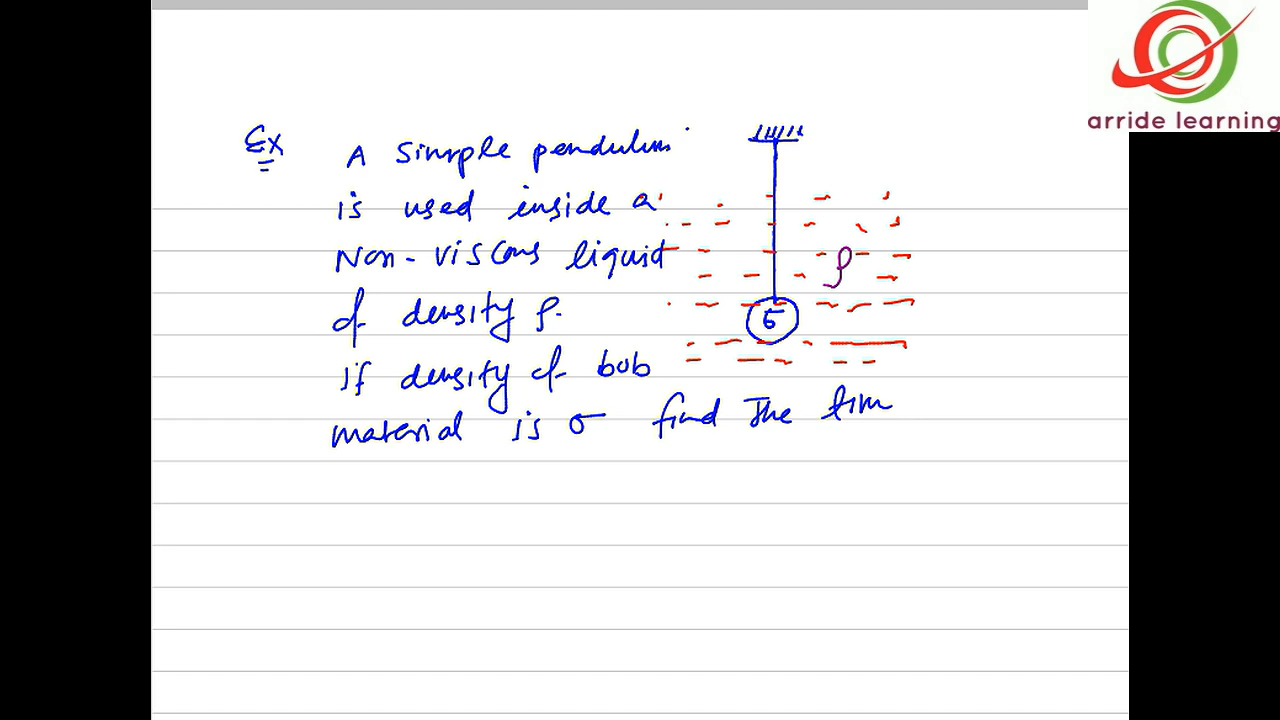 Ex A simple pendulum
is used inside a
Non-viscous liquid
of density ρ.
If density of bob
material is σ find the tim
ρ
σ
arride learning